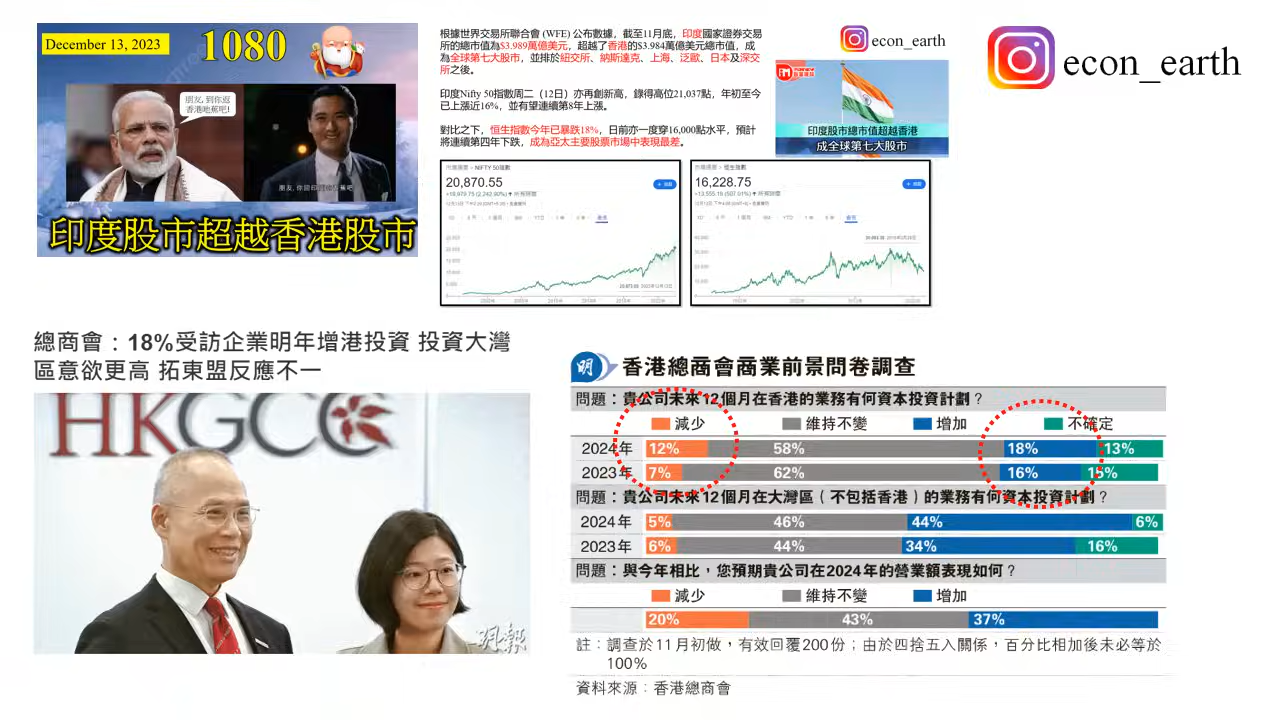 December 13, 2023
1080
朋友, 到你返
香港地蕉吧!
印度股市超越香港股市
根據世界交易所聯合會 (WFE) 公布數據，截至11月底，印度國家證券交易
所的總市值為$3.989萬億美元，超越了香港的$3.984萬億美元總市值，成
為全球第七大股市，並排於紐交所、納斯達克、上海、泛歐、日本及深交
所之後。
印度Nifty 50指數周二（12日）亦再創新高，錄得高位21,037點，年初至今
已上漲近16%，並有望連續第8年上漲。
對比之下，恒生指數今年已暴跌18%，日前亦一度穿16,000點水平，預計
將連續第四年下跌，成為亞太主要股票市場中表現最差。
econ_earth
印度股市總市值超越香港
成全球第七大股市
econ_earth
市場摘要 > NIFTY 50指數
20,870.55
市場摘要 > 恒生指數
16,228.75
總商會：18%受訪企業明年增港投資 投資大灣
區意欲更高 拓東盟反應不一
HKGCC
明報
明 香港總商會商業前景問卷調查
問題：貴公司未來12個月在香港的業務有何資本投資計劃？
減少 維持不變 增加 不確定
2024年 12% 58% 18% 13%
2023年 7% 62% 16% 15%
問題：貴公司未來12個月在大灣區（不包括香港）的業務有何資本投資計劃？
2024年 5% 46% 44% 6%
2023年 6% 44% 34% 16%
問題：與今年相比，您預期貴公司在2024年的營業額表現如何？
減少 維持不變 增加
20% 43% 37%
註：調查於11月初做，有效回覆200份；由於四捨五入關係，百分比相加後未必等於
100%
資料來源：香港總商會